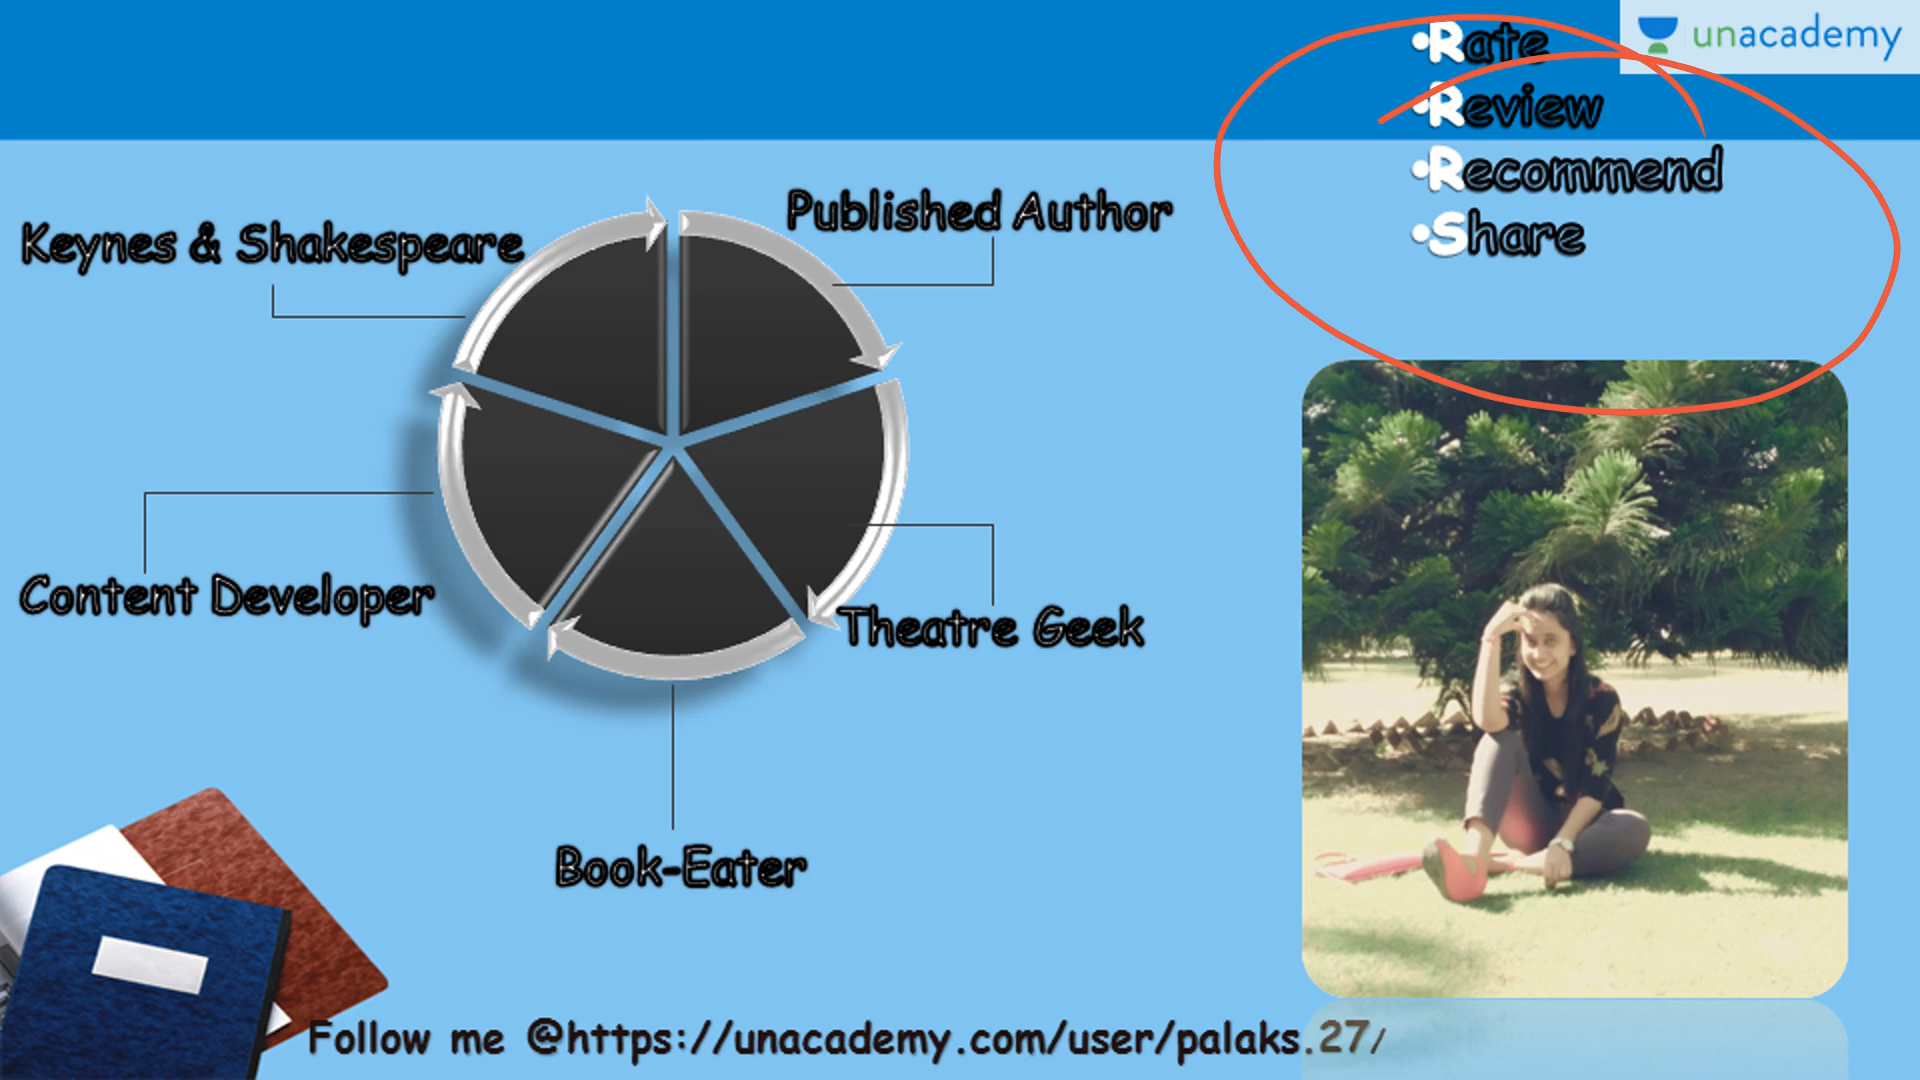 Rate
Review
Recommend
Share
unacademy
Keynes & Shakespeare
Published Author
Content Developer
Theatre Geek
Book-Eater
Follow me @https://unacademy.com/user/palaks.27/